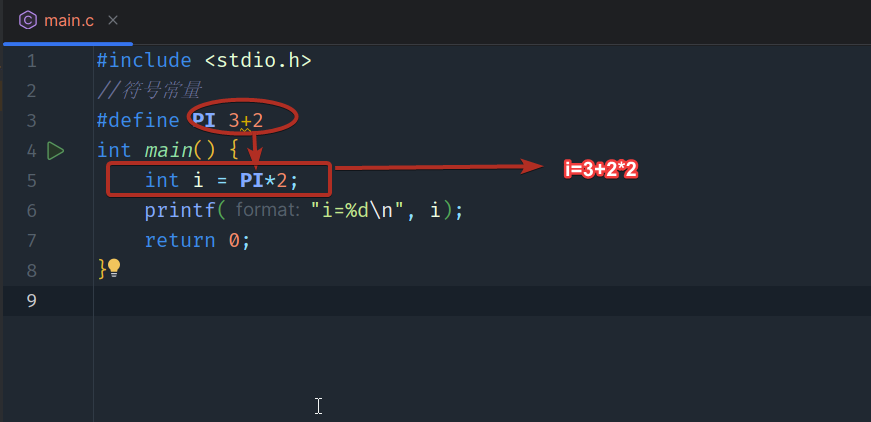 main.c
1 #include <stdio.h>
2 //符号常量
3 #define PI 3+2
4 int main() {
5 int i = PI*2;
i=3+2*2
6 printf( format: "i=%d\n", i);
7 return 0;
8 }
9